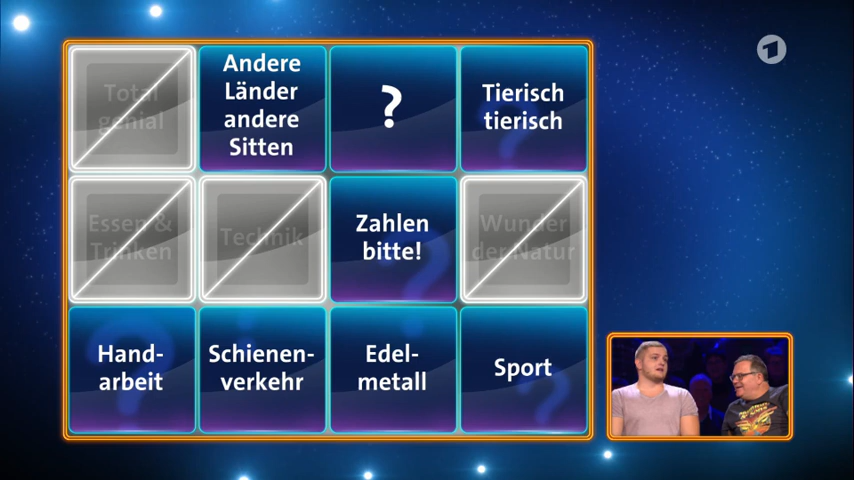 Total
genial
Andere
Länder
andere
Sitten
?
Tierisch
tierisch
Essen &
Trinken
Technik
Zahlen
bitte!
Wunder
der Natur
Hand-
arbeit
Schienen-
verkehr
Edel-
metall
Sport
1